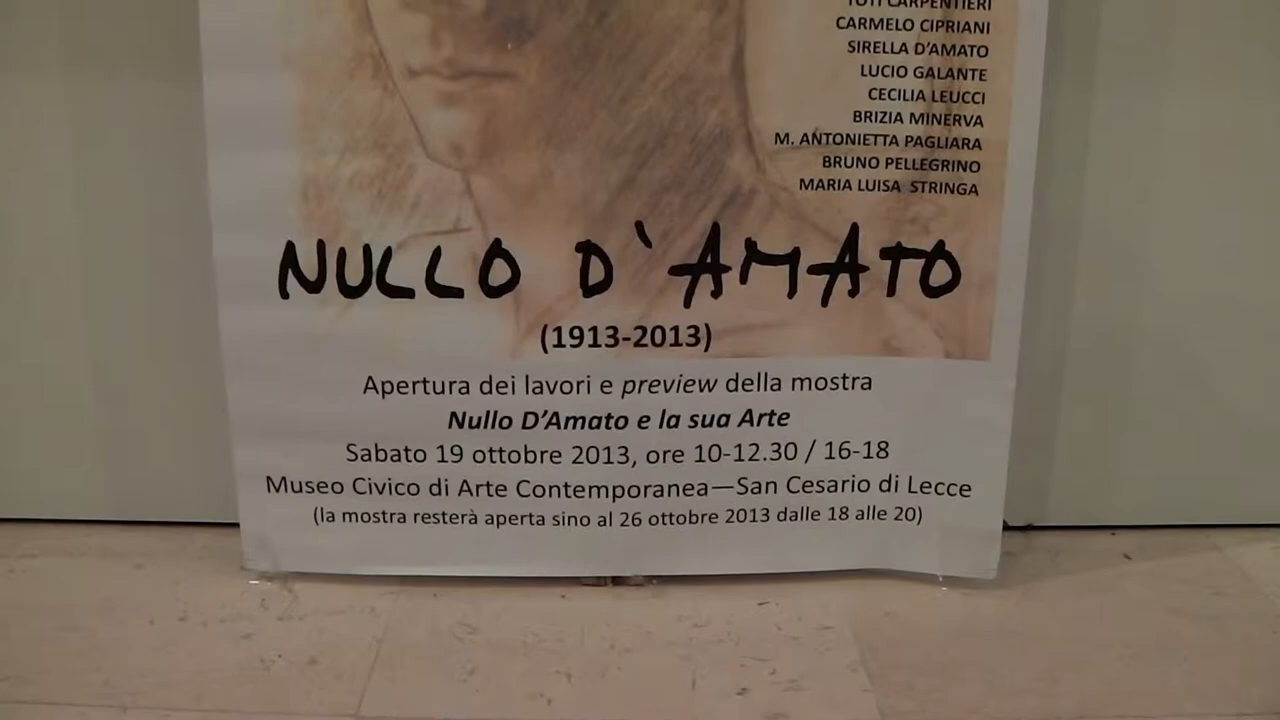 TOTI CARPENTIERI
CARMELO CIPRIANI
SIRELLA D'AMATO
LUCIO GALANTE
CECILIA LEUCCI
BRIZIA MINERVA
M. ANTONIETTA PAGLIARA
BRUNO PELLEGRINO
MARIA LUISA STRINGA
NULLO D'AMATO
(1913-2013)
Apertura dei lavori e preview della mostra
Nullo D'Amato e la sua Arte
Sabato 19 ottobre 2013, ore 10-12.30 / 16-18
Museo Civico di Arte Contemporanea—San Cesario di Lecce
(la mostra resterà aperta sino al 26 ottobre 2013 dalle 18 alle 20)